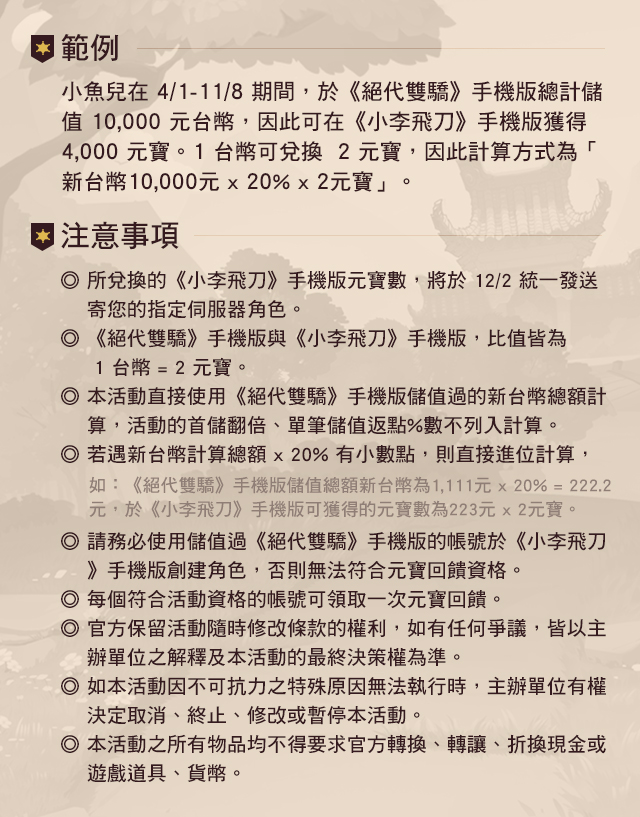 範例
小魚兒在 4/1-11/8 期間，於《絕代雙驕》手機版總計儲
值 10,000 元台幣，因此可在《小李飛刀》手機版獲得
4,000 元寶。1 台幣可兌換 2 元寶，因此計算方式為「
新台幣10,000元 x 20% x 2元寶」。
注意事項
◎ 所兌換的《小李飛刀》手機版元寶數，將於 12/2 統一發送
寄您的指定伺服器角色。
◎ 《絕代雙驕》手機版與《小李飛刀》手機版，比值皆為
1 台幣 = 2 元寶。
◎ 本活動直接使用《絕代雙驕》手機版儲值過的新台幣總額計
算，活動的首儲翻倍、單筆儲值返點%數不列入計算。
◎ 若遇新台幣計算總額 x 20% 有小數點，則直接進位計算，
如：《絕代雙驕》手機版儲值總額新台幣為1,111元 x 20% = 222.2
元，於《小李飛刀》手機版可獲得的元寶數為223元 x 2元寶。
◎ 請務必使用儲值過《絕代雙驕》手機版的帳號於《小李飛刀
》手機版創建角色，否則無法符合元寶回饋資格。
◎ 每個符合活動資格的帳號可領取一次元寶回饋。
◎ 官方保留活動隨時修改條款的權利，如有任何爭議，皆以主
辦單位之解釋及本活動的最終決策權為準。
◎ 如本活動因不可抗力之特殊原因無法執行時，主辦單位有權
決定取消、終止、修改或暫停本活動。
◎ 本活動之所有物品均不得要求官方轉換、轉讓、折換現金或
遊戲道具、貨幣。